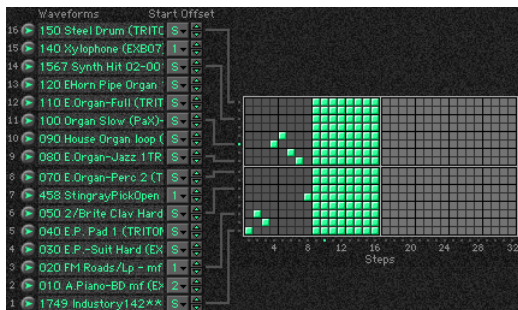 Waveforms Start Offset
16 150 Steel Drum (TRITC S
15 140 Xylophone (EXB07) 1
14 1567 Synth Hit 02-00 S
13 120 EHorn Pipe Organ S
12 110 E.Organ-Full (TRIT S
11 100 Organ Slow (PaX)- S
10 090 House Organ loop ( S
9 080 E.Organ-Jazz 1TR S
8 070 E.Organ-Perc 2 (T S
7 458 StingrayPickOpen 1
6 050 2/Brite Clav Hard S
5 040 E.P. Pad 1 (TRITON S
4 030 E.P.-Suit Hard (EX S
3 020 FM Roads/Lp - mf 1
2 010 A.Piano-BD mf (EX 2
1 1749 Industory142** S
4 8 12 16 20 24 28 32
Steps